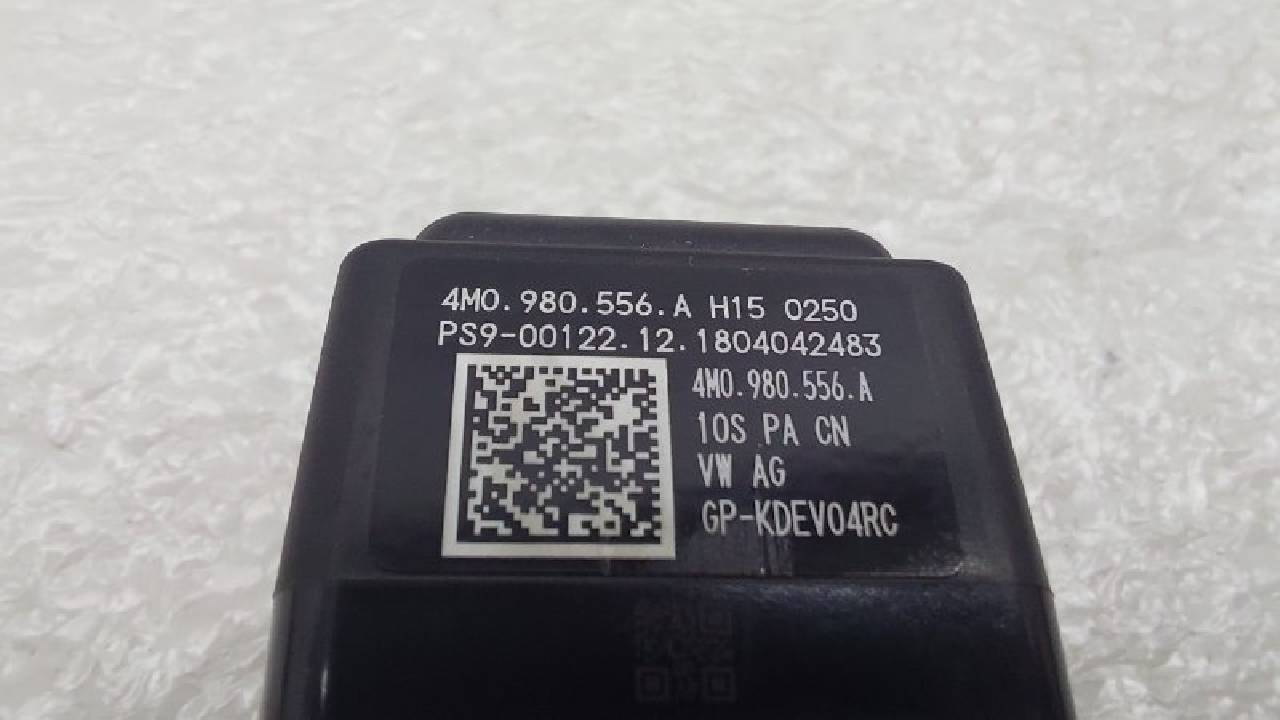 4M0.980.556.A H15 0250
PS9-00122.12.1804042483
4M0.980.556.A
10S PA CN
VW AG
GP-KDEV04RC